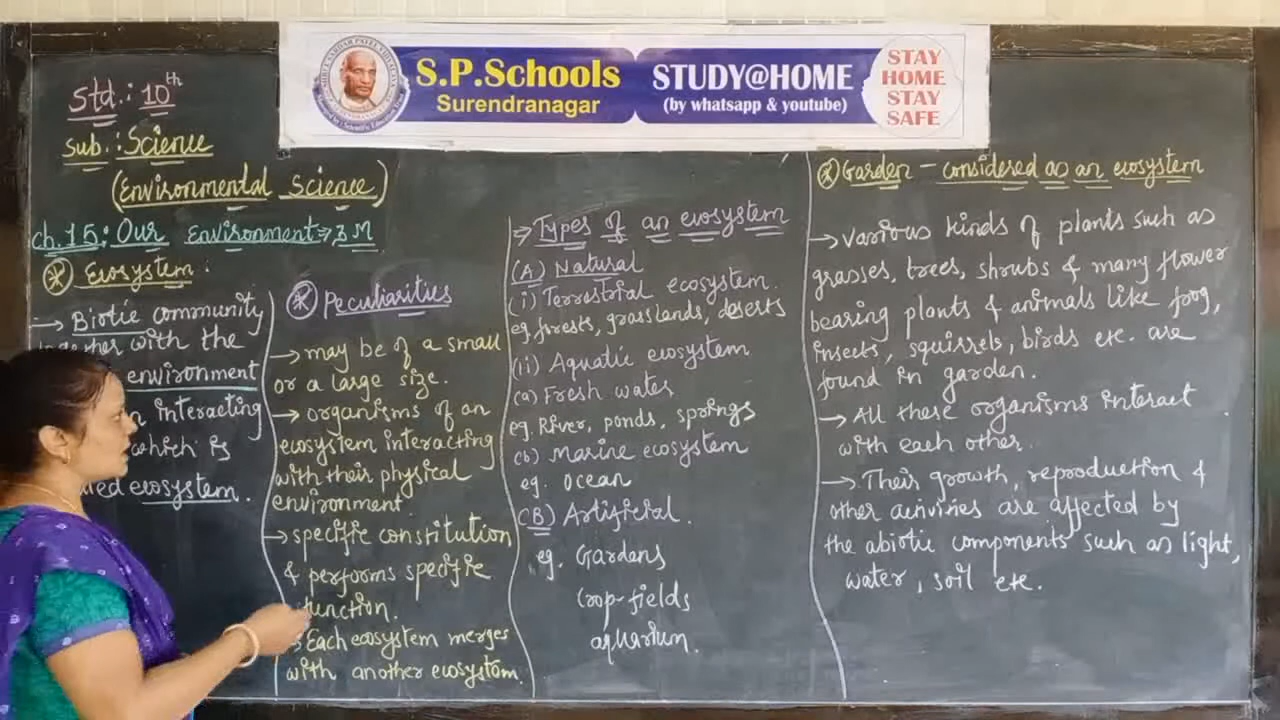 S.P.Schools
Surendranagar
STUDY@HOME
(by whatsapp & youtube)
STAY
HOME
STAY
SAFE
Std.: 10th
Sub.: Science
(Environmental Science)
ch.15: Our Environment ⇒ 3 M
* Ecosystem:
→ Biotic community
together with the
environment
interacting
which is
ecosystem.
* Peculiarities
→ may be of a small
or a large size.
→ organisms of an
ecosystem interacting
with their physical
environment.
→ specific constitution
& performs specific
function.
→ Each ecosystem merges
with another ecosystem.
⇒ Types of an ecosystem
(A) Natural
(i) Terrestrial ecosystem.
eg. forests, grasslands, deserts
(ii) Aquatic ecosystem
(a) Fresh water
eg. River, ponds, springs
(b) Marine ecosystem
eg. Ocean
(B) Artificial.
eg. Gardens
Crop-fields
aquarium.
* Garden - considered as an ecosystem
→ Various kinds of plants such as
grasses, trees, shrubs & many flower
bearing plants & animals like frog,
insects, squirrels, birds etc. are
found in garden.
→ All these organisms interact
with each other.
→ Their growth, reproduction &
other activities are affected by
the abiotic components such as light,
water, soil etc.